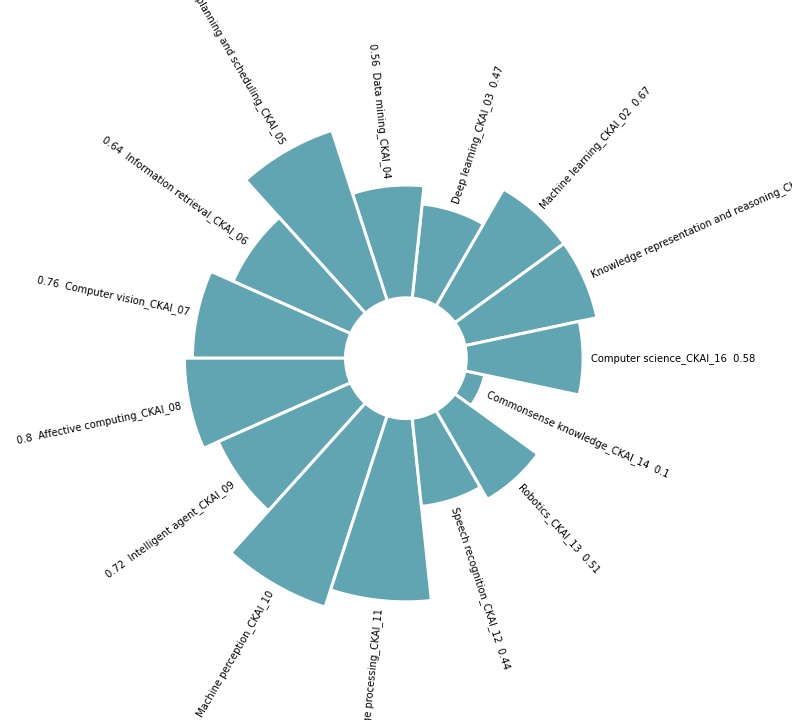 planning and scheduling_CKAI_05
0.56 Data mining_CKAI_04
Deep learning_CKAI_03 0.47
Machine learning_CKAI_02 0.67
Knowledge representation and reasoning_C
0.64 Information retrieval_CKAI_06
0.76 Computer vision_CKAI_07
Computer science_CKAI_16 0.58
0.8 Affective computing_CKAI_08
Commonsense knowledge_CKAI_14 0.1
0.72 Intelligent agent_CKAI_09
Robotics_CKAI_13 0.51
Machine perception_CKAI_10
Speech recognition_CKAI_12 0.44
processing_CKAI_11